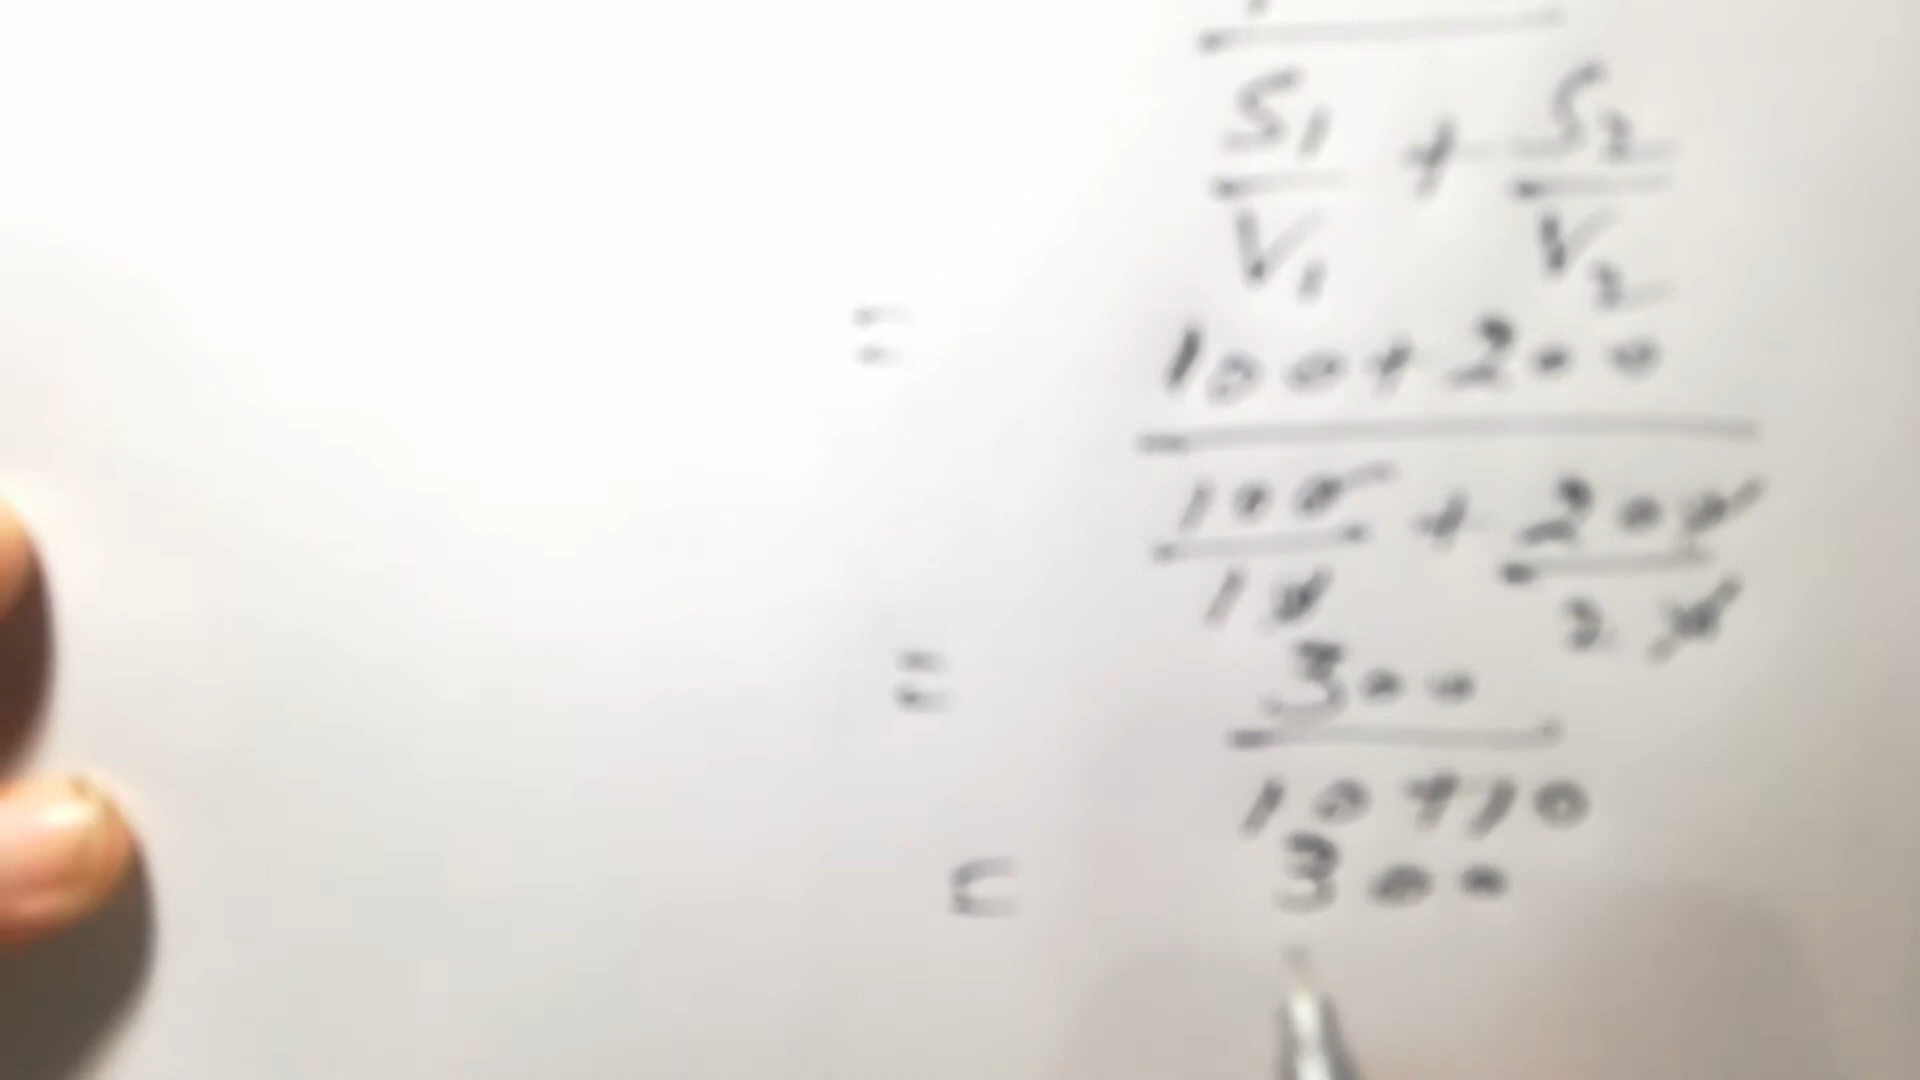 S1/V1 + S2/V2
= 100+200
100/10 + 200/20
= 300
10+10
= 300